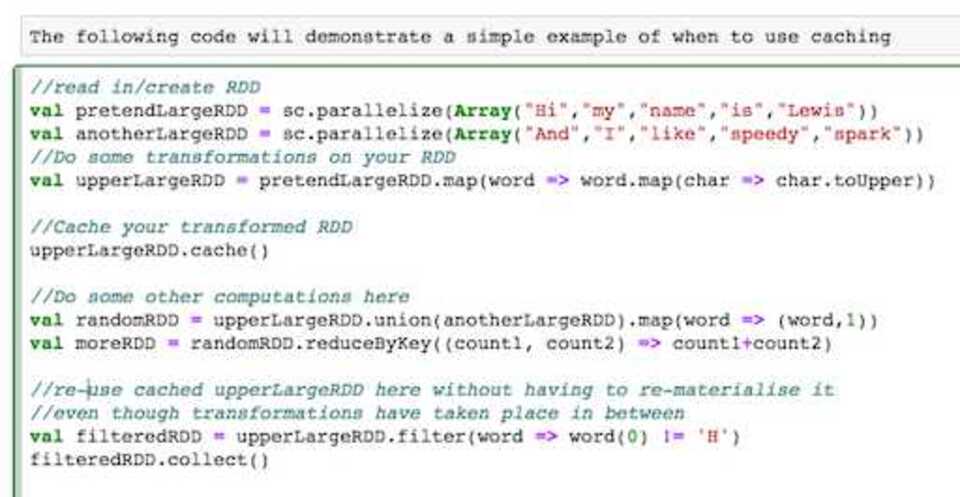 The following code will demonstrate a simple example of when to use caching
//read in/create RDD
val pretendLargeRDD = sc.parallelize(Array("Hi","my","name","is","Lewis"))
val anotherLargeRDD = sc.parallelize(Array("And","I","like","speedy","spark"))
//Do some transformations on your RDD
val upperLargeRDD = pretendLargeRDD.map(word => word.map(char => char.toUpper))
//Cache your transformed RDD
upperLargeRDD.cache()
//Do some other computations here
val randomRDD = upperLargeRDD.union(anotherLargeRDD).map(word => (word,1))
val moreRDD = randomRDD.reduceByKey((count1, count2) => count1+count2)
//re-use cached upperLargeRDD here without having to re-materialise it
//even though transformations have taken place in between
val filteredRDD = upperLargeRDD.filter(word => word(0) != 'H')
filteredRDD.collect()